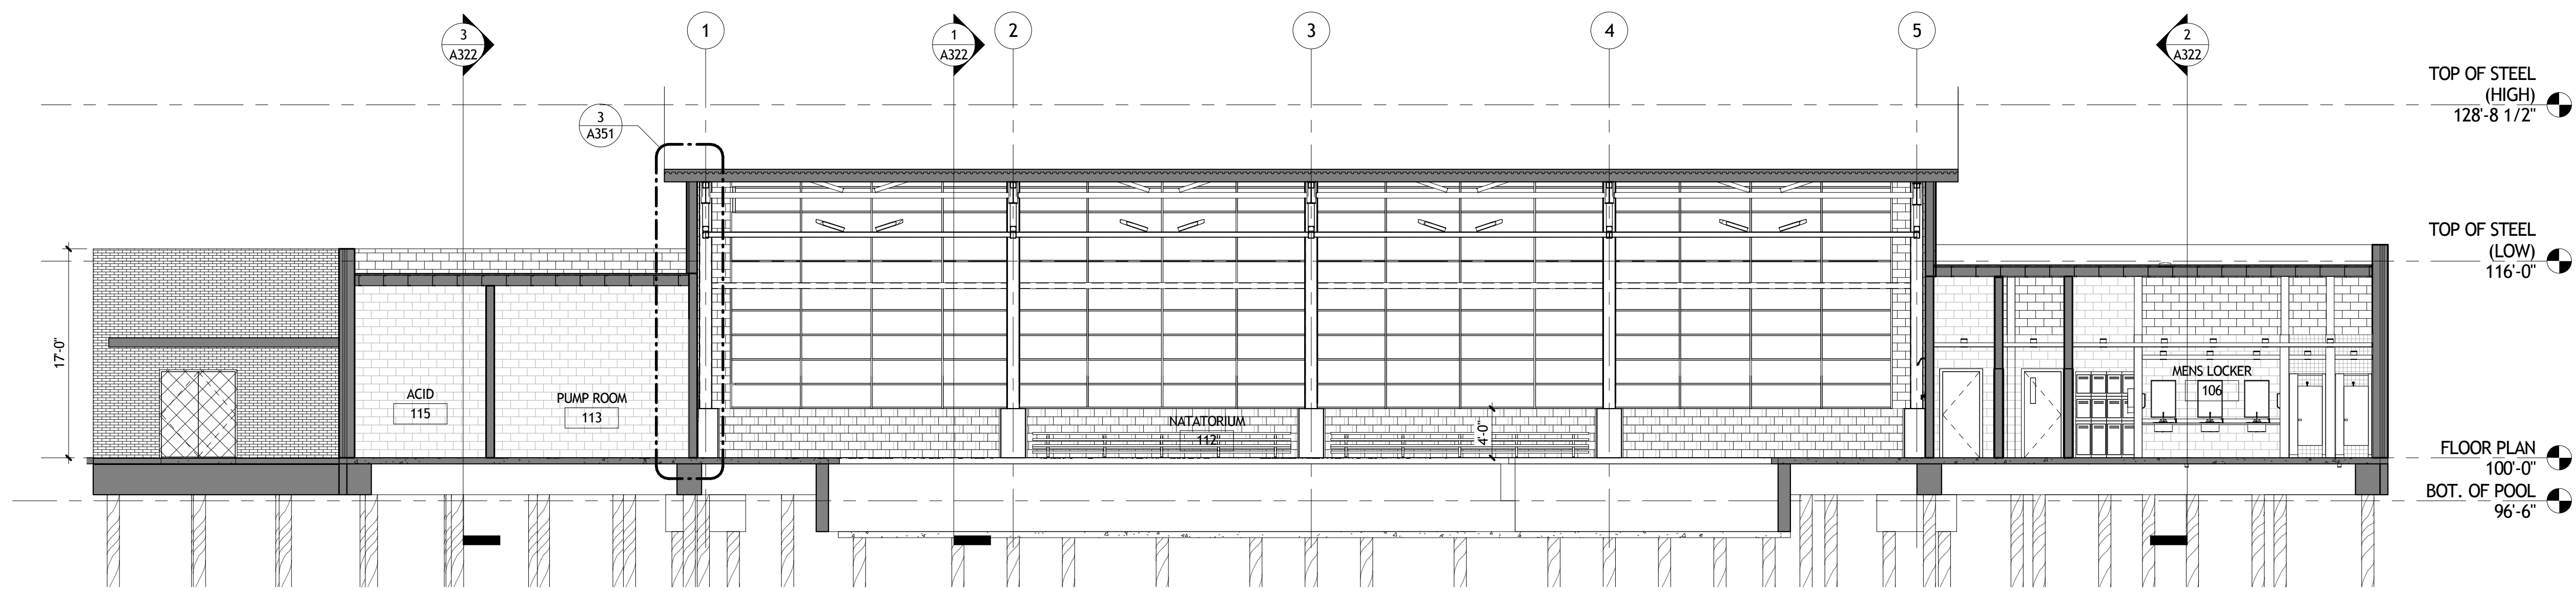 3
A322
1
1
A322
2
3
4
5
2
A322
TOP OF STEEL
(HIGH)
128'-8 1/2"
3
A351
TOP OF STEEL
(LOW)
116'-0"
17'-0"
ACID
115
PUMP ROOM
113
NATATORIUM
112
4'-0"
MENS LOCKER
106
FLOOR PLAN
100'-0"
BOT. OF POOL
96'-6"